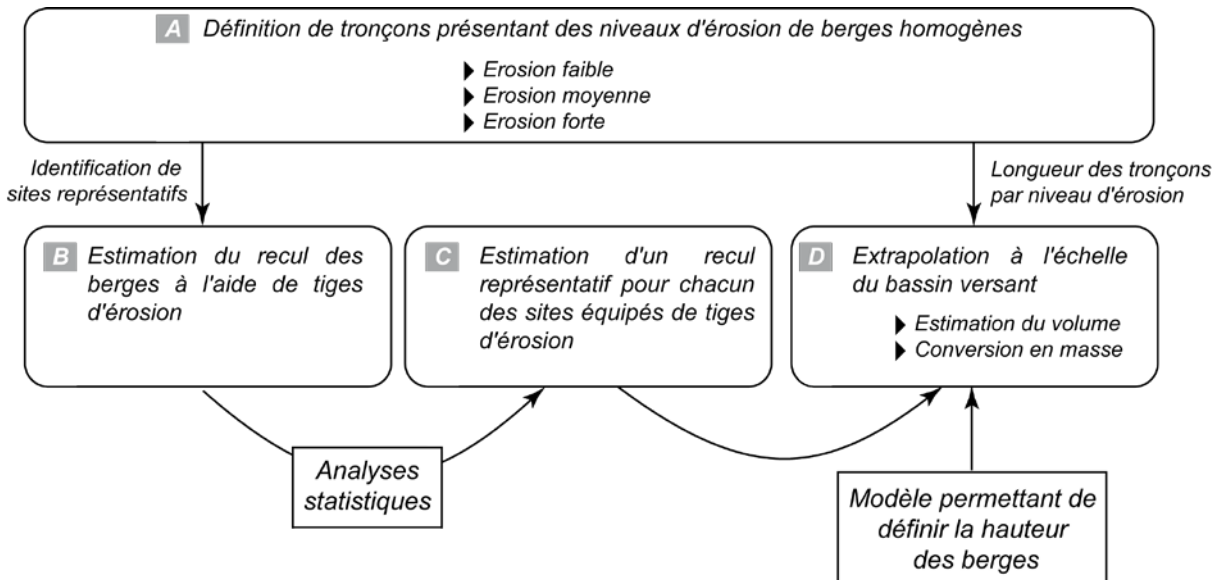 A Définition de tronçons présentant des niveaux d'érosion de berges homogènes
Erosion faible
Erosion moyenne
Erosion forte
Identification de
sites représentatifs
Longueur des tronçons
par niveau d'érosion
B Estimation du recul des
berges à l'aide de tiges
d'érosion
C Estimation d'un recul
représentatif pour chacun
des sites équipés de tiges
d'érosion
D Extrapolation à l'échelle
du bassin versant
Estimation du volume
Conversion en masse
Analyses
statistiques
Modèle permettant de
définir la hauteur
des berges